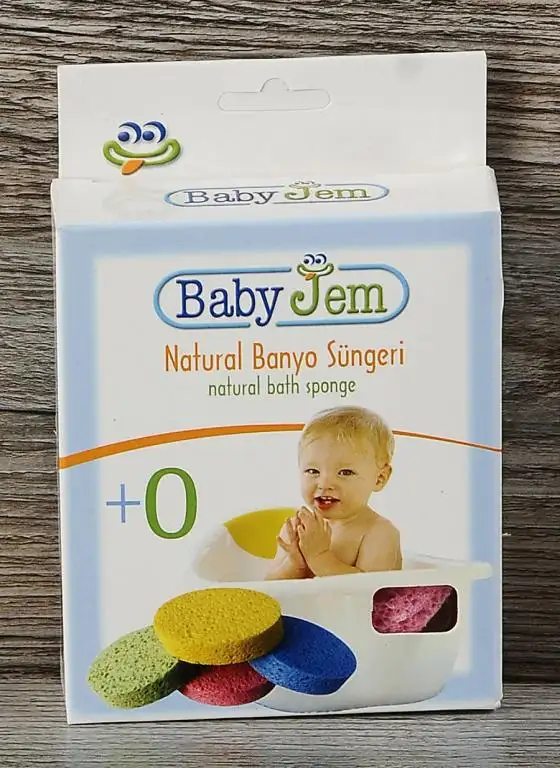 Baby Jem
Baby Jem
Natural Banyo Süngeri
natural bath sponge
+0